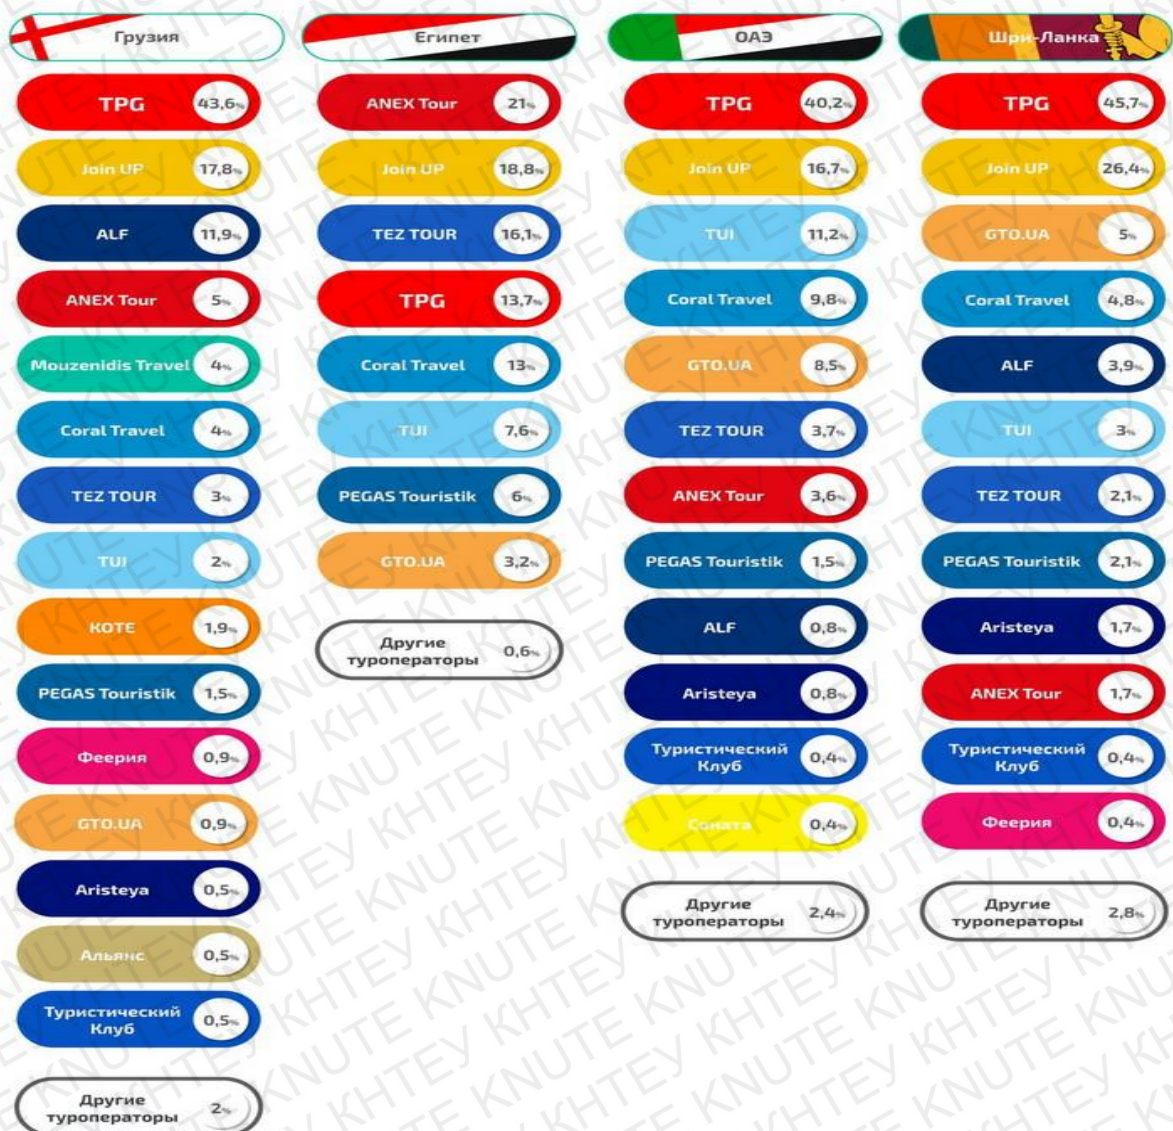 Грузия
TPG 43,6%
Join UP 17,8%
ALF 11,9%
ANEX Tour 5%
Mouzenidis Travel 4%
Coral Travel 4%
TEZ TOUR 3%
TUI 2%
КОТЕ 1,9%
PEGAS Touristik 1,5%
Феерия 0,9%
GTO.UA 0,9%
Aristeya 0,5%
Альянс 0,5%
Туристический
Клуб 0,5%
Другие
туроператоры 2%
Египет
ANEX Tour 21%
Join UP 18,8%
TEZ TOUR 16,1%
TPG 13,7%
Coral Travel 13%
TUI 7,6%
PEGAS Touristik 6%
GTO.UA 3,2%
Другие
туроператоры 0,6%
ОАЭ
TPG 40,2%
Join UP 16,7%
TUI 11,2%
Coral Travel 9,8%
GTO.UA 8,5%
TEZ TOUR 3,7%
ANEX Tour 3,6%
PEGAS Touristik 1,5%
ALF 0,8%
Aristeya 0,8%
Туристический
Клуб 0,4%
Соната 0,4%
Другие
туроператоры 2,4%
Шри-Ланка
TPG 45,7%
Join UP 26,4%
GTO.UA 5%
Coral Travel 4,8%
ALF 3,9%
TUI 3%
TEZ TOUR 2,1%
PEGAS Touristik 2,1%
Aristeya 1,7%
ANEX Tour 1,7%
Туристический
Клуб 0,4%
Феерия 0,4%
Другие
туроператоры 2,8%
KNUTE KHTEY KNUTE KHTEY